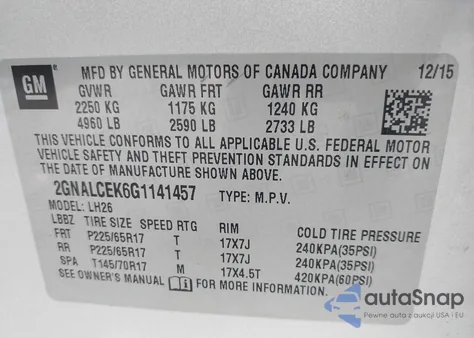 GM
MFD BY GENERAL MOTORS OF CANADA COMPANY 12/15
GVWR GAWR FRT GAWR RR
2250 KG 1175 KG 1240 KG
4960 LB 2590 LB 2733 LB
THIS VEHICLE CONFORMS TO ALL APPLICABLE U.S. FEDERAL MOTOR
VEHICLE SAFETY AND THEFT PREVENTION STANDARDS IN EFFECT ON
THE DATE OF MANUFACTURE SHOWN ABOVE.
2GNALCEK6G1141457 TYPE: M.P.V.
MODEL: LH26
LBBZ TIRE SIZE SPEED RTG RIM COLD TIRE PRESSURE
FRT P225/65R17 T 17X7J 240KPA(35PSI)
RR P225/65R17 T 17X7J 240KPA(35PSI)
SPA T145/70R17 M 17X4.5T 420KPA(60PSI)
SEE OWNER'S MANUAL FOR MORE INFORMATION
autoSnap
Pewne auta z aukcji USA i EU